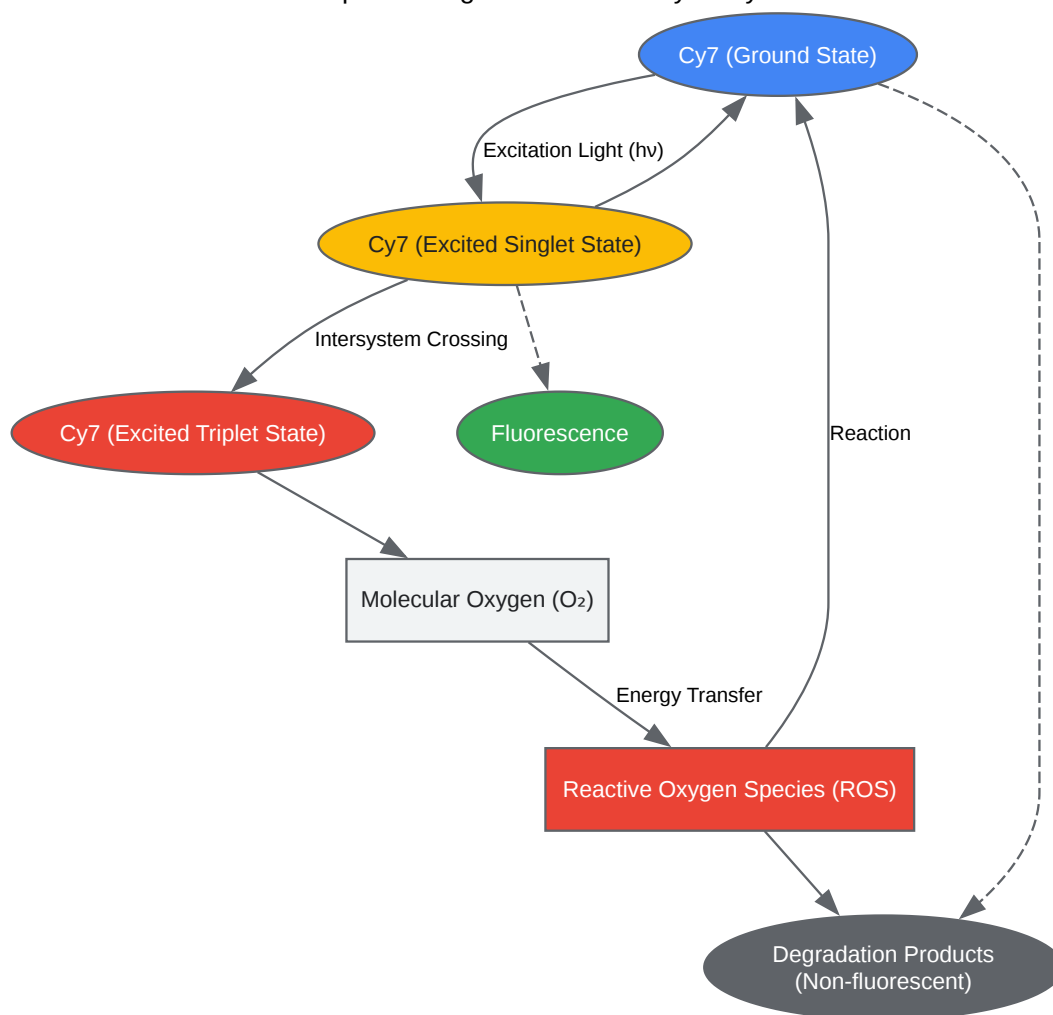 Cy7 (Ground State)
Excitation Light (hν)
Cy7 (Excited Singlet State)
Intersystem Crossing
Cy7 (Excited Triplet State)
Fluorescence
Reaction
Molecular Oxygen (O₂)
Energy Transfer
Reactive Oxygen Species (ROS)
Degradation Products
(Non-fluorescent)